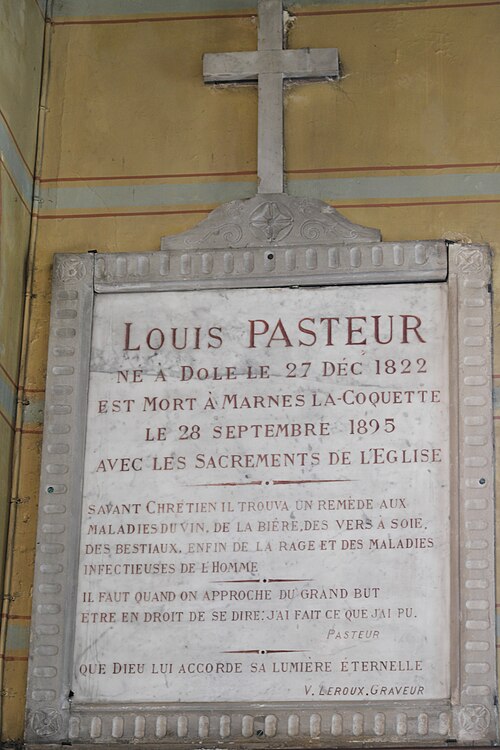 LOUIS PASTEUR
NÉ À DOLE LE 27 DÉC 1822
EST MORT À MARNES LA-COQUETTE
LE 28 SEPTEMBRE 1895
AVEC LES SACREMENTS DE L'EGLISE
SAVANT CHRÉTIEN IL TROUVA UN REMÈDE AUX
MALADIES DU VIN, DE LA BIÈRE, DES VERS À SOIE,
DES BESTIAUX, ENFIN DE LA RAGE ET DES MALADIES
INFECTIEUSES DE L'HOMME
IL FAUT QUAND ON APPROCHE DU GRAND BUT
ETRE EN DROIT DE SE DIRE: J'AI FAIT CE QUE J'AI PU.
PASTEUR
QUE DIEU LUI ACCORDE SA LUMIÈRE ÉTERNELLE
V. LEROUX, GRAVEUR